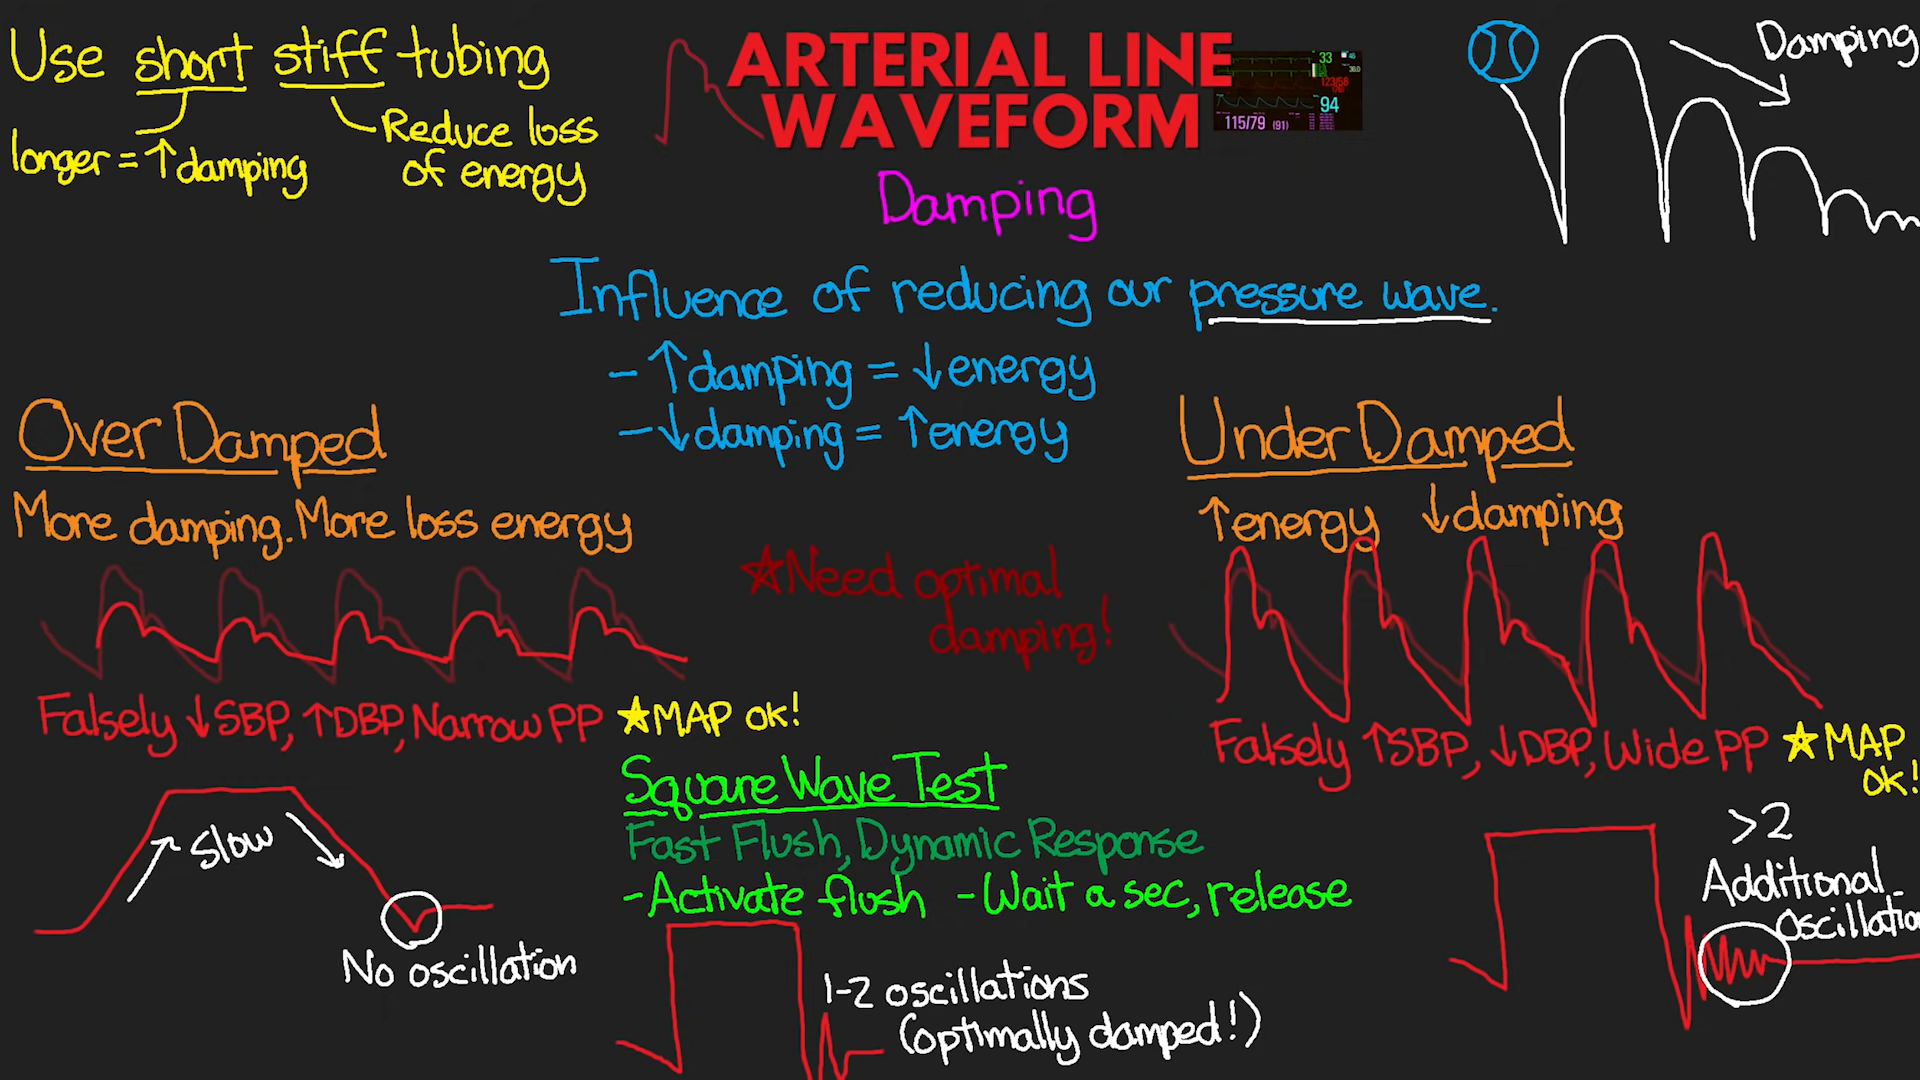 Use short stiff tubing
longer = ↑damping
Reduce loss
of energy
ARTERIAL LINE
WAVEFORM
33
123/56
94
115/79 (91)
Damping
Damping
Influence of reducing our pressure wave.
- ↑damping = ↓energy
- ↓damping = ↑energy
Over Damped
More damping. More loss energy
Falsely ↓SBP, ↑DBP, Narrow PP ☆MAP ok!
Slow
No oscillation
☆Need optimal
damping!
Under Damped
↑energy ↓damping
Falsely ↑SBP, ↓DBP, Wide PP ☆MAP
ok!
>2
Additional
Oscillatio
Square Wave Test
Fast Flush, Dynamic Response
-Activate flush -Wait a sec, release
1-2 oscillations
(optimally damped!)